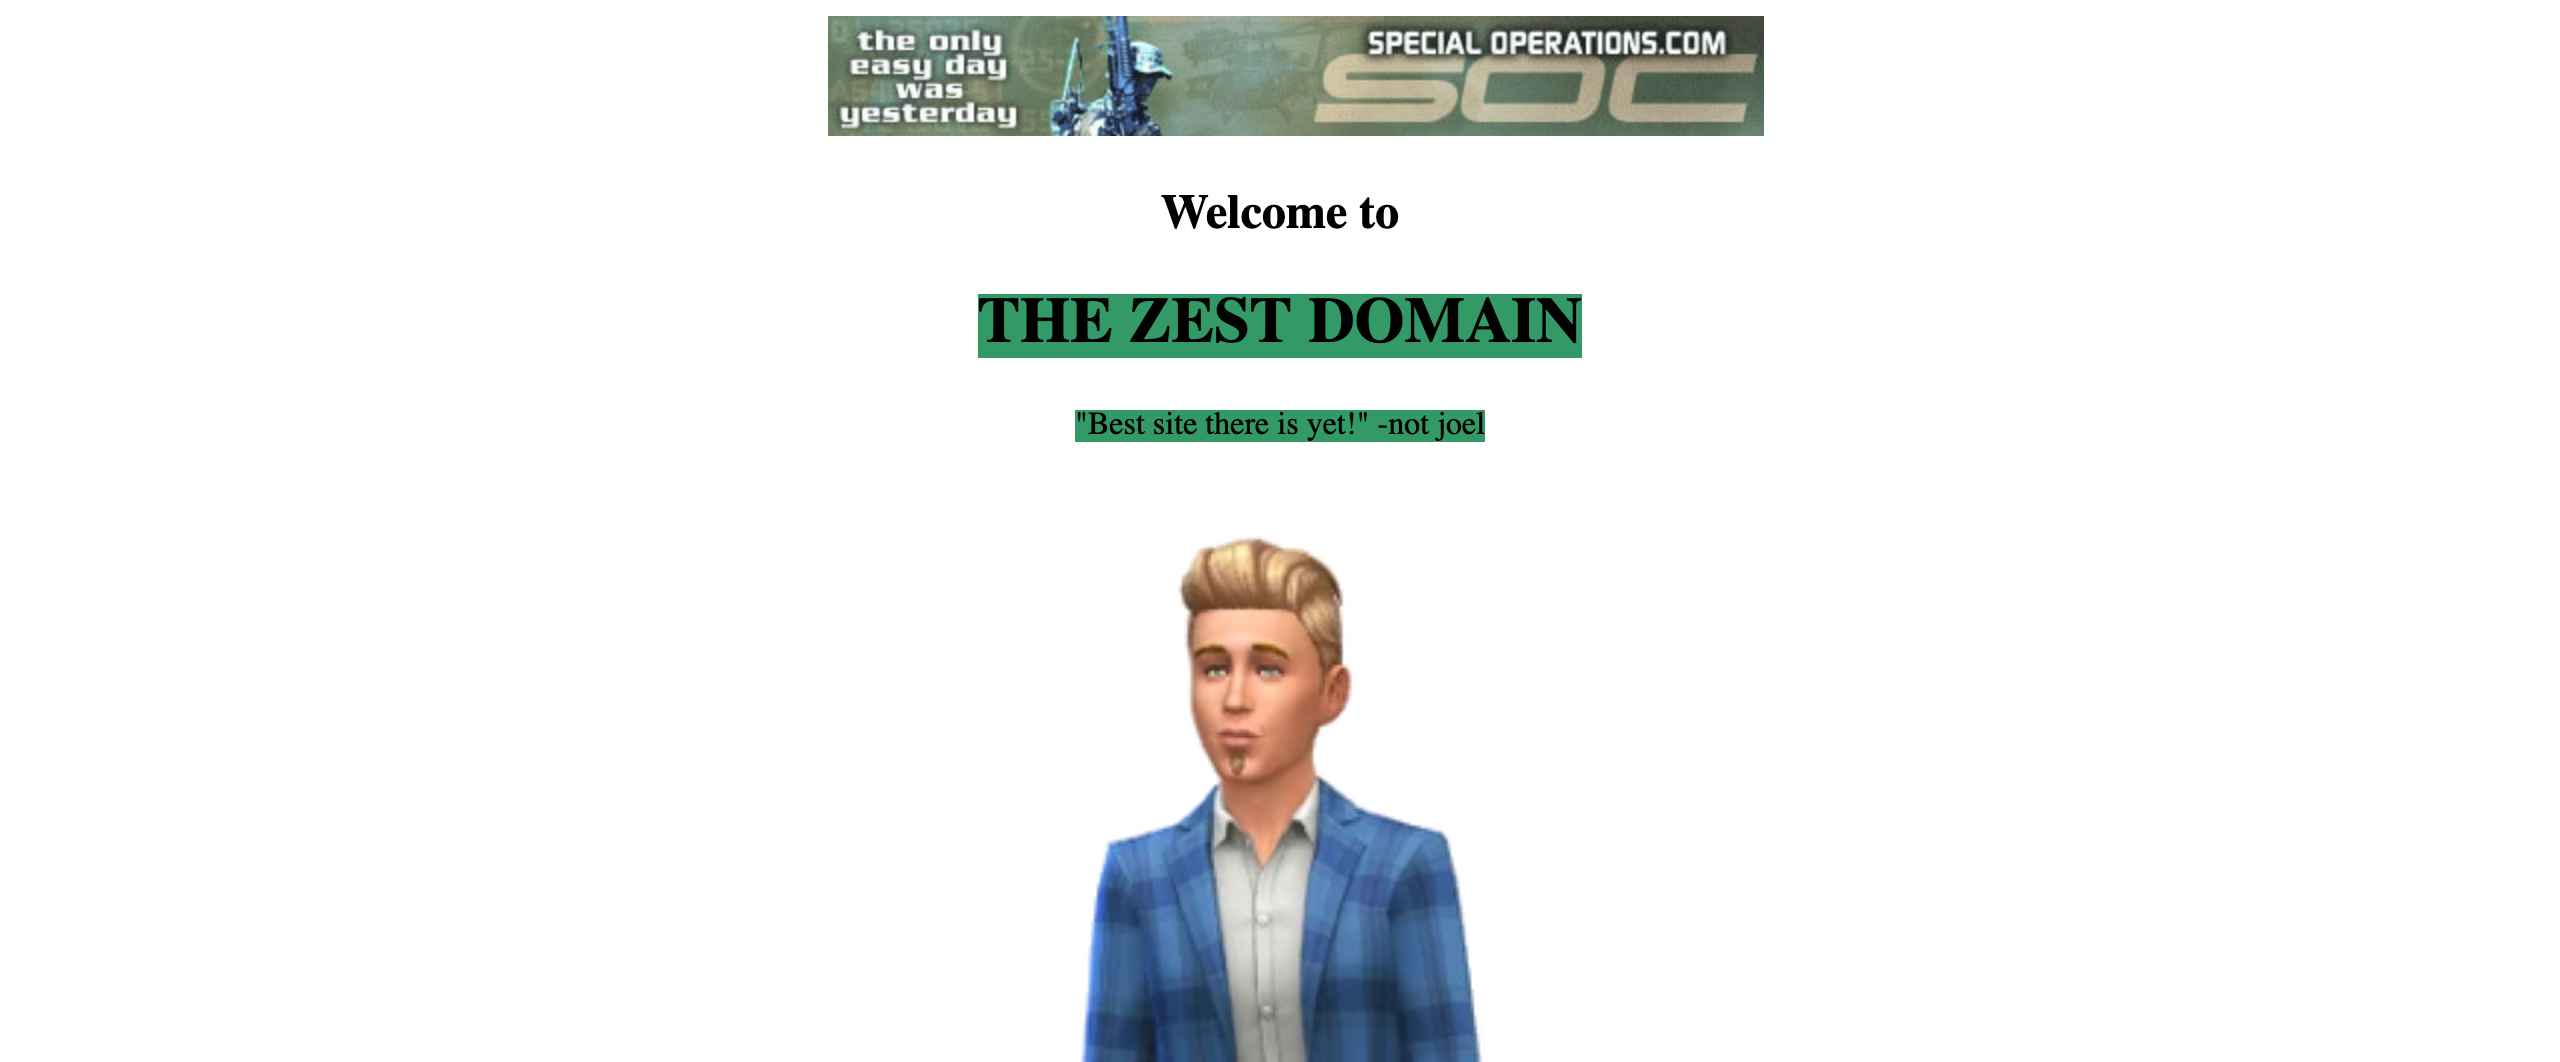 the only
easy day
was
yesterday
SPECIAL OPERATIONS.COM
SOC
Welcome to
THE ZEST DOMAIN
"Best site there is yet!" -not joel